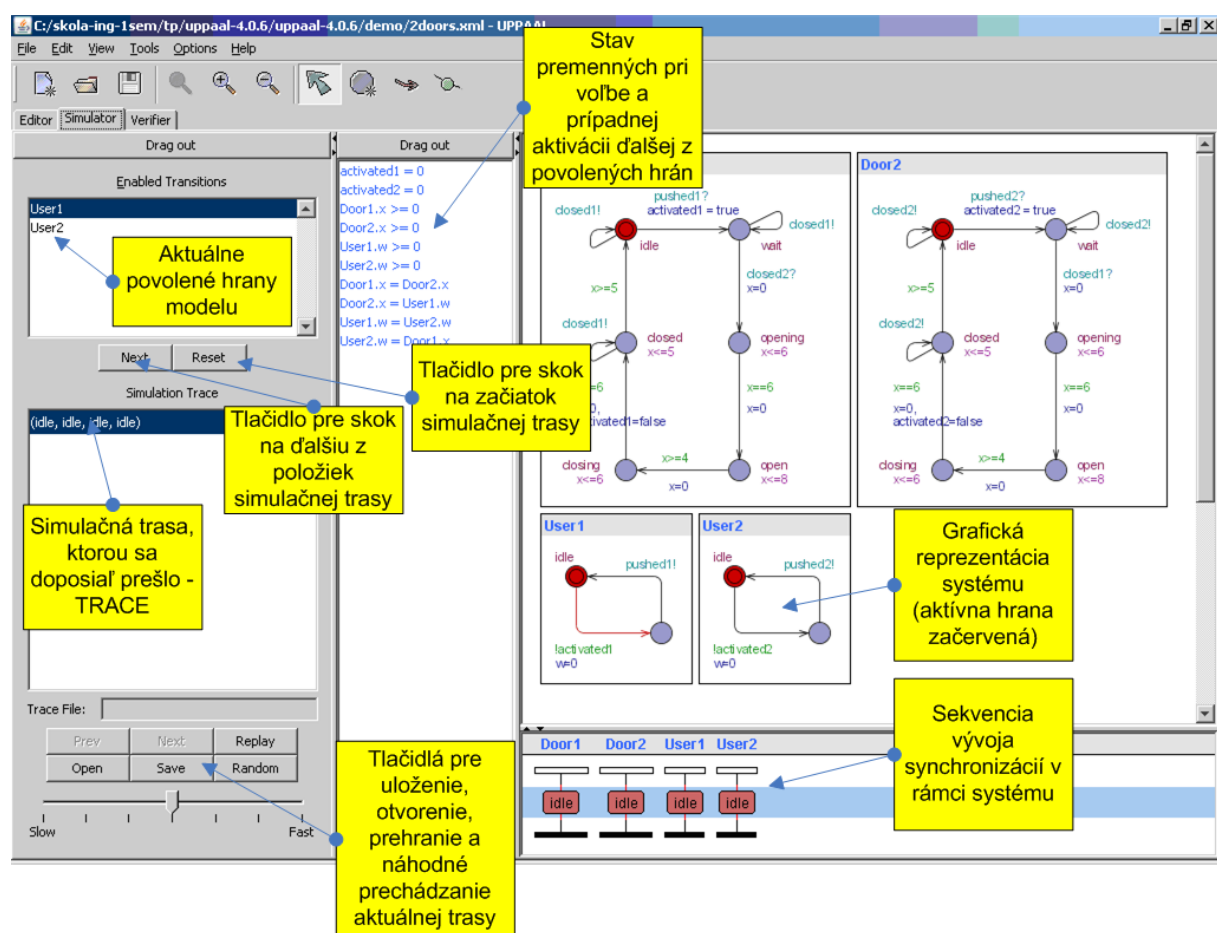 C:/skola-ing-1sem/tp/uppaal-4.0.6/uppaal-4.0.6/demo/2doors.xml - UPPAAL
File Edit View Tools Options Help
Editor Simulator Verifier
Drag out
Enabled Transitions
User1
User2
Aktuálne
povolené hrany
modelu
Next Reset
Simulation Trace
(idle, idle, idle, idle)
Simulačná trasa,
ktorou sa
doposiaľ prešlo -
TRACE
Trace File:
Prev Next Replay
Open Save Random
Slow Fast
Drag out
activated1 = 0
activated2 = 0
Door1.x >= 0
Door2.x >= 0
User1.w >= 0
User2.w >= 0
Door1.x = Door2.x
Door2.x = User1.w
User1.w = User2.w
User2.w = Door1.x
Stav
premenných pri
voľbe a
prípadnej
aktivácii ďalšej z
povolených hrán
Tlačidlo pre skok
na začiatok
simulačnej trasy
Tlačidlo pre skok
na ďalšiu z
položiek
simulačnej trasy
Tlačidlá pre
uloženie,
otvorenie,
prehranie a
náhodné
prechádzanie
aktuálnej trasy
pushed1?
closed1! activated1 = true closed1!
idle wait
closed2?
x>=5 x=0
closed1!
closed opening
x<=5 x<=6
x==6 x==6
x=0, x=0
activated1=false
closing x>=4 open
x<=6 x=0 x<=8
Door2
pushed2?
closed2! activated2 = true closed2!
idle wait
closed1?
x>=5 x=0
closed2!
closed opening
x<=5 x<=6
x==6 x==6
x=0, x=0
activated2=false
closing x>=4 open
x<=6 x=0 x<=8
User1
idle pushed1!
!activated1
w=0
User2
idle pushed2!
!activated2
w=0
Grafická
reprezentácia
systému
(aktívna hrana
začervená)
Sekvencia
vývoja
synchronizácií v
rámci systému
Door1 Door2 User1 User2
idle idle idle idle